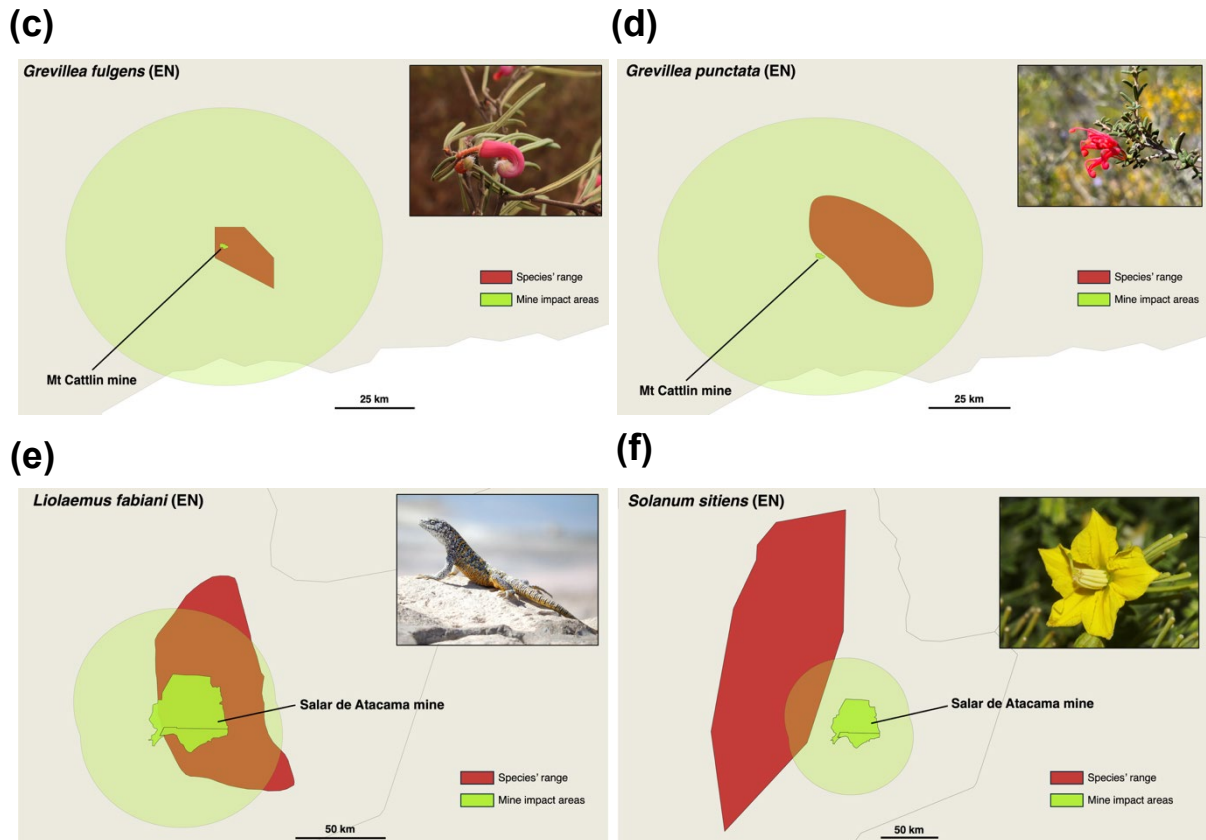 (c)
Grevillea fulgens (EN)
Species' range
Mine impact areas
Mt Cattlin mine
25 km
(d)
Grevillea punctata (EN)
Species' range
Mine impact areas
Mt Cattlin mine
25 km
(e)
Liolaemus fabiani (EN)
Salar de Atacama mine
Species' range
Mine impact areas
50 km
(f)
Solanum sitiens (EN)
Salar de Atacama mine
Species' range
Mine impact areas
50 km